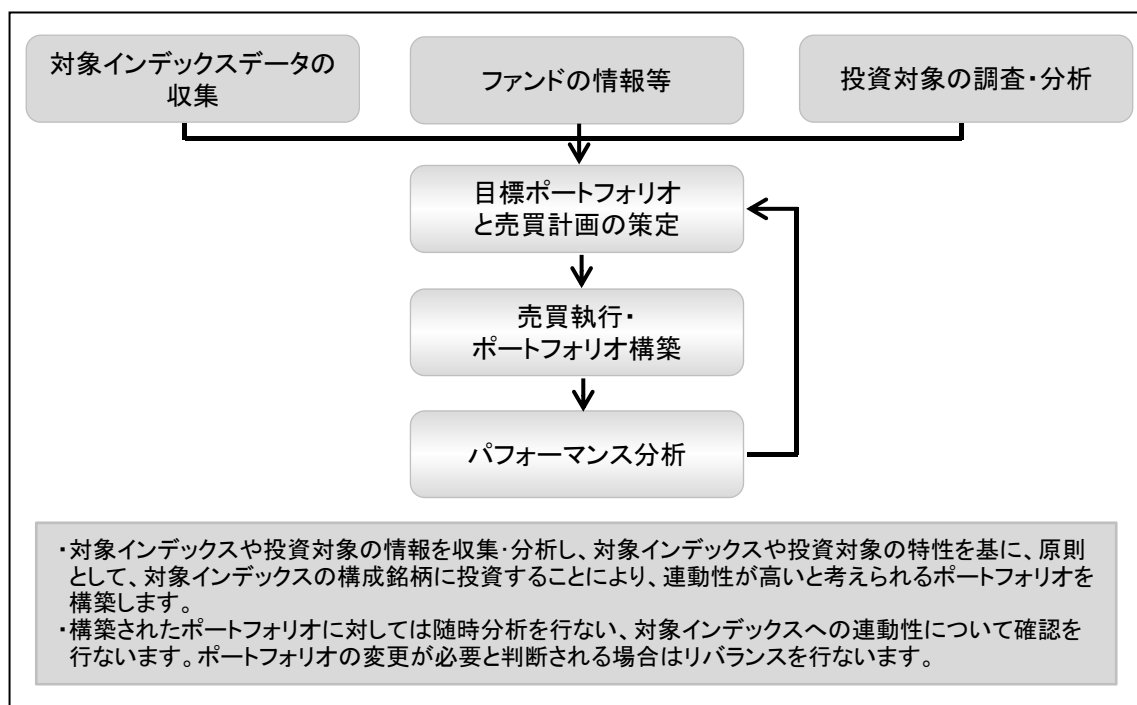 対象インデックスデータの
収集
ファンドの情報等
投資対象の調査・分析
目標ポートフォリオ
と売買計画の策定
売買執行・
ポートフォリオ構築
パフォーマンス分析
・対象インデックスや投資対象の情報を収集・分析し、対象インデックスや投資対象の特性を基に、原則
として、対象インデックスの構成銘柄に投資することにより、連動性が高いと考えられるポートフォリオを
構築します。
・構築されたポートフォリオに対しては随時分析を行ない、対象インデックスへの連動性について確認を
行ないます。ポートフォリオの変更が必要と判断される場合はリバランスを行ないます。